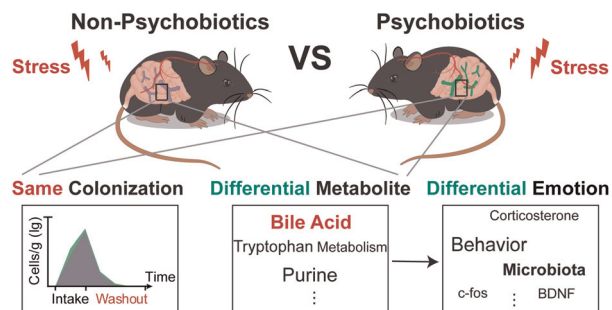 Non-Psychobiotics
Psychobiotics
Stress
VS
Stress
Same Colonization
Differential Metabolite
Differential Emotion
Cells/g (lg)
Time
Intake
Washout
Bile Acid
Tryptophan Metabolism
Purine
⋮
Corticosterone
Behavior
Microbiota
c-fos
⋮
BDNF